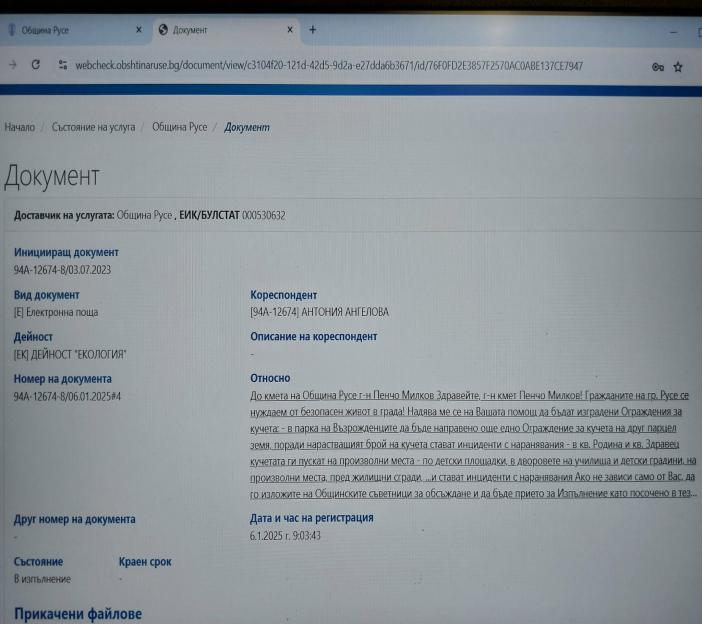 Община Русе × Документ × +
webcheck.obshtinaruse.bg/document/view/c3104f20-121d-42d5-9d2a-e27dda6b3671/id/76F0FD2E3857F2570AC0ABE137CE7947
Начало / Състояние на услуга / Община Русе / Документ
Документ
Доставчик на услугата: Община Русе , ЕИК/БУЛСТАТ 000530632
Иницииращ документ
94А-12674-8/03.07.2023
Вид документ
[Е] Електронна поща
Кореспондент
[94А-12674] АНТОНИЯ АНГЕЛОВА
Дейност
[ЕК] ДЕЙНОСТ "ЕКОЛОГИЯ"
Описание на кореспондент
-
Номер на документа
94А-12674-8/06.01.2025#4
Относно
До кмета на Община Русе г-н Пенчо Милков Здравейте, г-н кмет Пенчо Милков! Гражданите на гр. Русе се
нуждаем от безопасен живот в града! Надява ме се на Вашата помощ да бъдат изградени Ограждения за
кучета: - в парка на Възрожденците да бъде направено още едно Ограждение за кучета на друг парцел
земя, поради нарастващият брой на кучета стават инциденти с наранявания - в кв. Родина и кв. Здравец
кучетата ги пускат на произволни места - по детски площадки, в дворовете на училища и детски градини, на
произволни места, пред жилищни сгради, ...и стават инциденти с наранявания Ако не зависи само от Вас, да
го изложите на Общинските съветници за обсъждане и да бъде прието за Изпълнение като посочено в тез...
Друг номер на документа
-
Дата и час на регистрация
6.1.2025 г. 9:03:43
Състояние
В изпълнение
Краен срок
-
Прикачени файлове